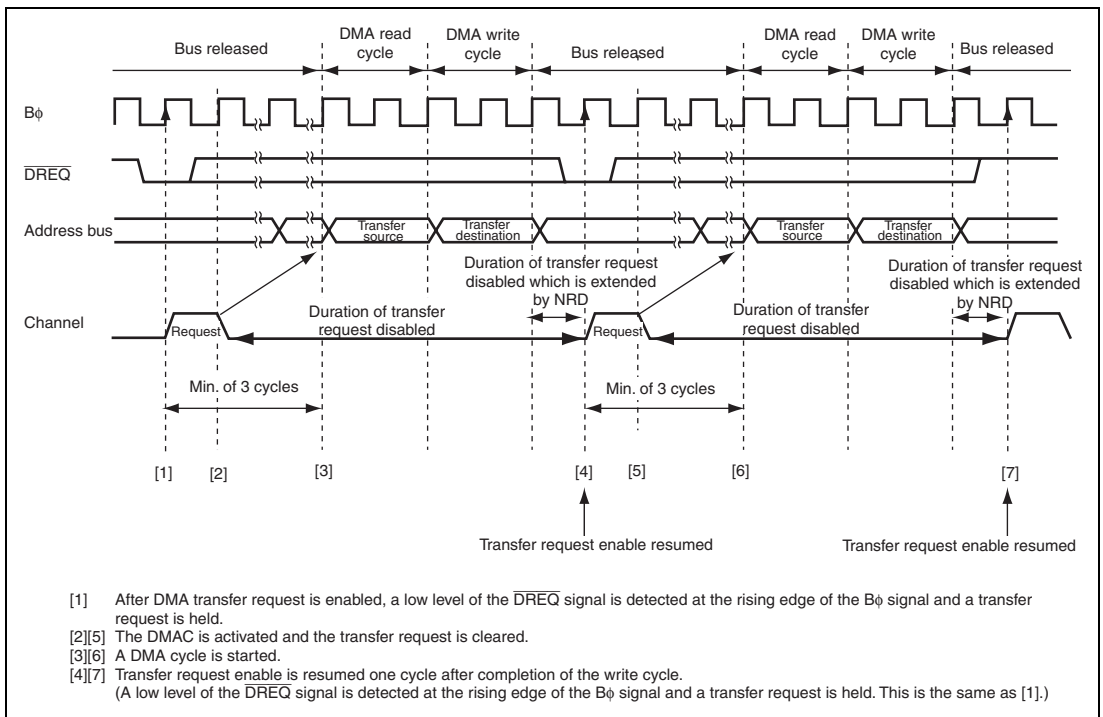 Bus released
DMA read cycle
DMA write cycle
Bus released
DMA read cycle
DMA write cycle
Bus released
Bφ
DREQ
Address bus
Transfer source
Transfer destination
Transfer source
Transfer destination
Duration of transfer request disabled which is extended by NRD
Duration of transfer request disabled which is extended by NRD
Channel
Request
Duration of transfer request disabled
Request
Duration of transfer request disabled
Min. of 3 cycles
Min. of 3 cycles
[1]
[2]
[3]
[4]
[5]
[6]
[7]
Transfer request enable resumed
Transfer request enable resumed
[1] After DMA transfer request is enabled, a low level of the DREQ signal is detected at the rising edge of the Bφ signal and a transfer
request is held.
[2][5] The DMAC is activated and the transfer request is cleared.
[3][6] A DMA cycle is started.
[4][7] Transfer request enable is resumed one cycle after completion of the write cycle.
(A low level of the DREQ signal is detected at the rising edge of the Bφ signal and a transfer request is held. This is the same as [1].)